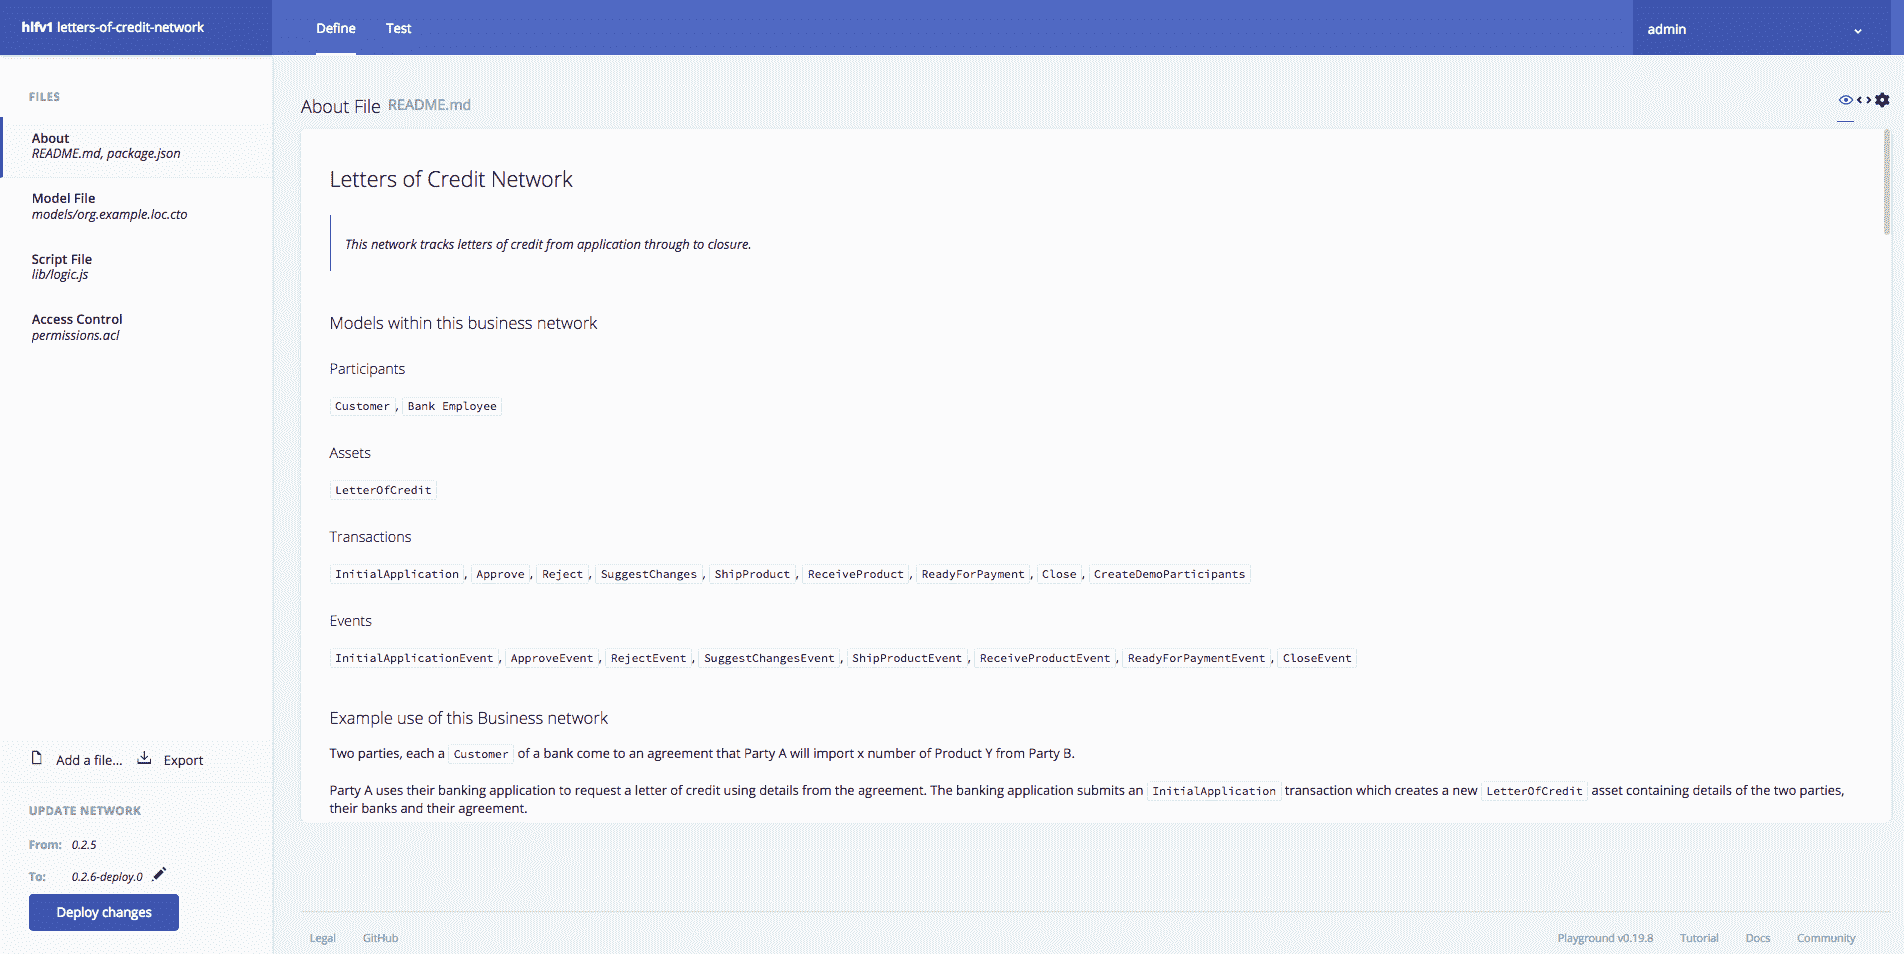 hlfv1 letters-of-credit-network
Define Test
admin
FILES
About
README.md, package.json
Model File
models/org.example.loc.cto
Script File
lib/logic.js
Access Control
permissions.acl
Add a file... Export
UPDATE NETWORK
From: 0.2.5
To: 0.2.6-deploy.0
Deploy changes
About File README.md
Letters of Credit Network
This network tracks letters of credit from application through to closure.
Models within this business network
Participants
Customer, Bank Employee
Assets
LetterOfCredit
Transactions
InitialApplication, Approve, Reject, SuggestChanges, ShipProduct, ReceiveProduct, ReadyForPayment, Close, CreateDemoParticipants
Events
InitialApplicationEvent, ApproveEvent, RejectEvent, SuggestChangesEvent, ShipProductEvent, ReceiveProductEvent, ReadyForPaymentEvent, CloseEvent
Example use of this Business network
Two parties, each a Customer of a bank come to an agreement that Party A will import x number of Product Y from Party B.
Party A uses their banking application to request a letter of credit using details from the agreement. The banking application submits an InitialApplication transaction which creates a new LetterOfCredit asset containing details of the two parties,
their banks and their agreement.
Legal GitHub
Playground v0.19.8 Tutorial Docs Community